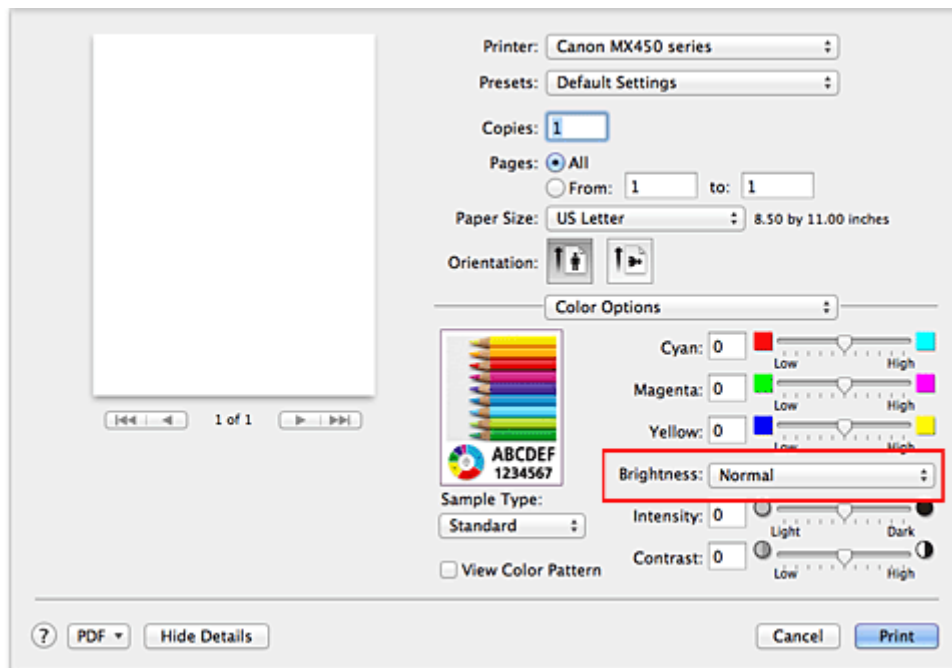 Printer: Canon MX450 series
Presets: Default Settings
Copies: 1
Pages: All
From: 1 to: 1
Paper Size: US Letter 8.50 by 11.00 inches
Orientation:
Color Options
Cyan: 0
Low High
Magenta: 0
Low High
Yellow: 0
Low High
Brightness: Normal
Intensity: 0
Light Dark
Contrast: 0
Low High
ABCDEF
1234567
Sample Type:
Standard
View Color Pattern
1 of 1
? PDF Hide Details Cancel Print